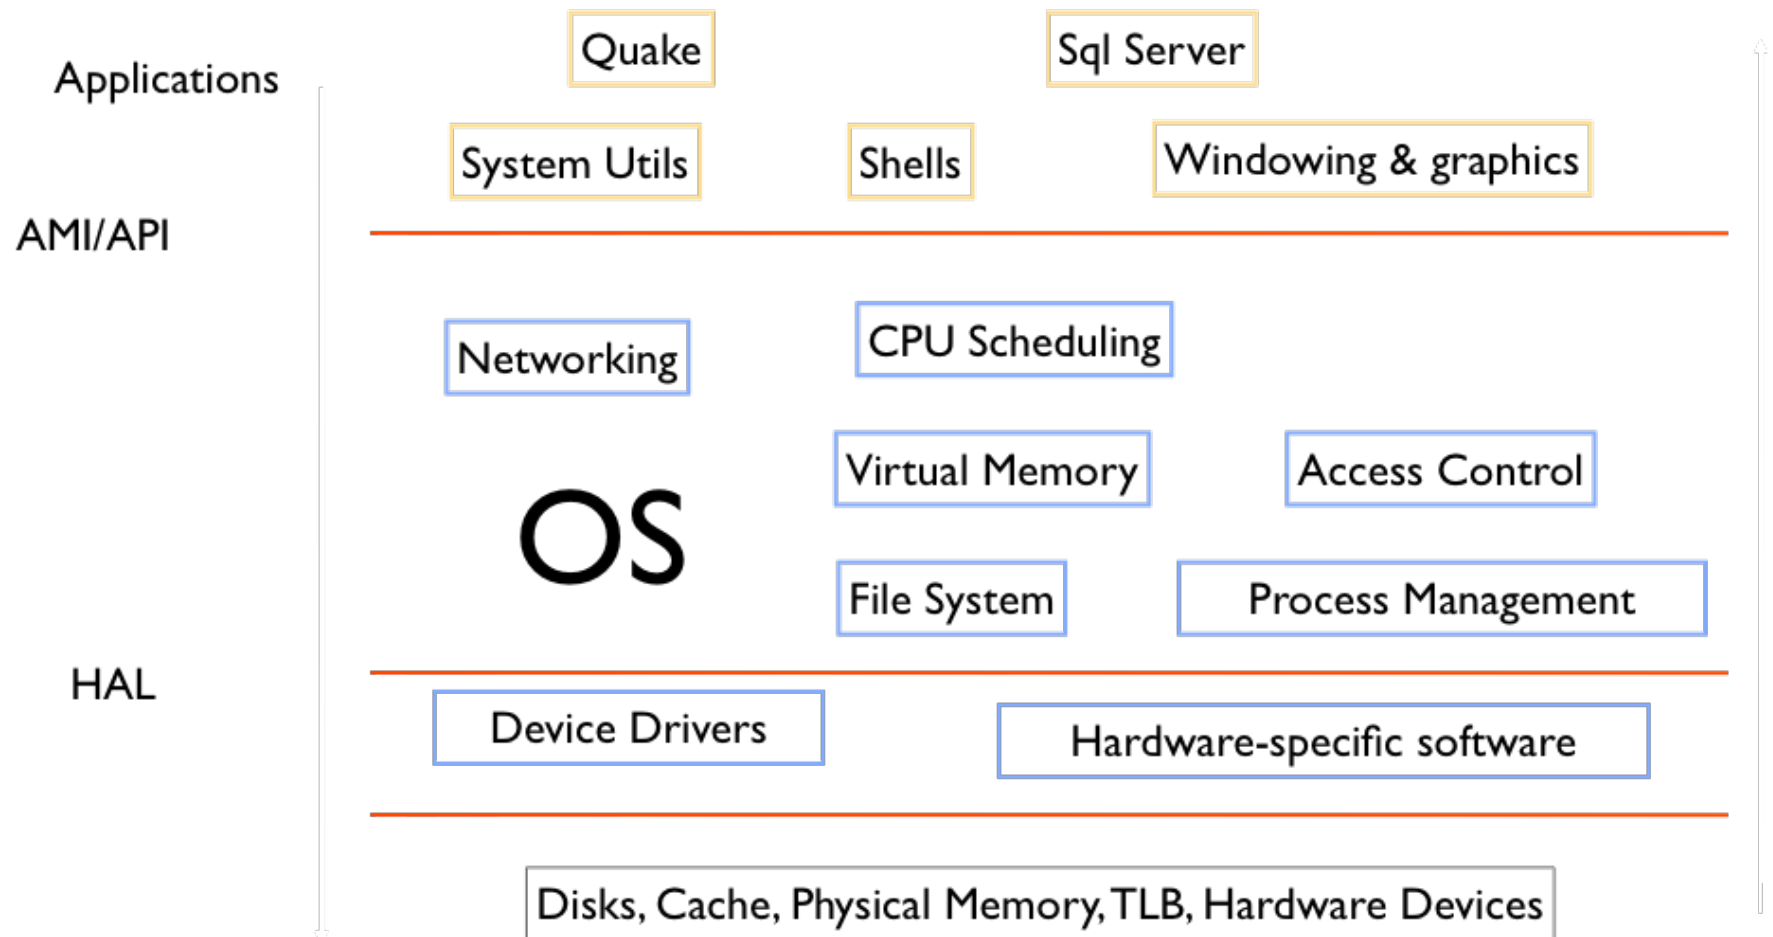 Quake
Sql Server
Applications
System Utils
Shells
Windowing & graphics
AMI/API
Networking
CPU Scheduling
Virtual Memory
Access Control
OS
File System
Process Management
HAL
Device Drivers
Hardware-specific software
Disks, Cache, Physical Memory, TLB, Hardware Devices